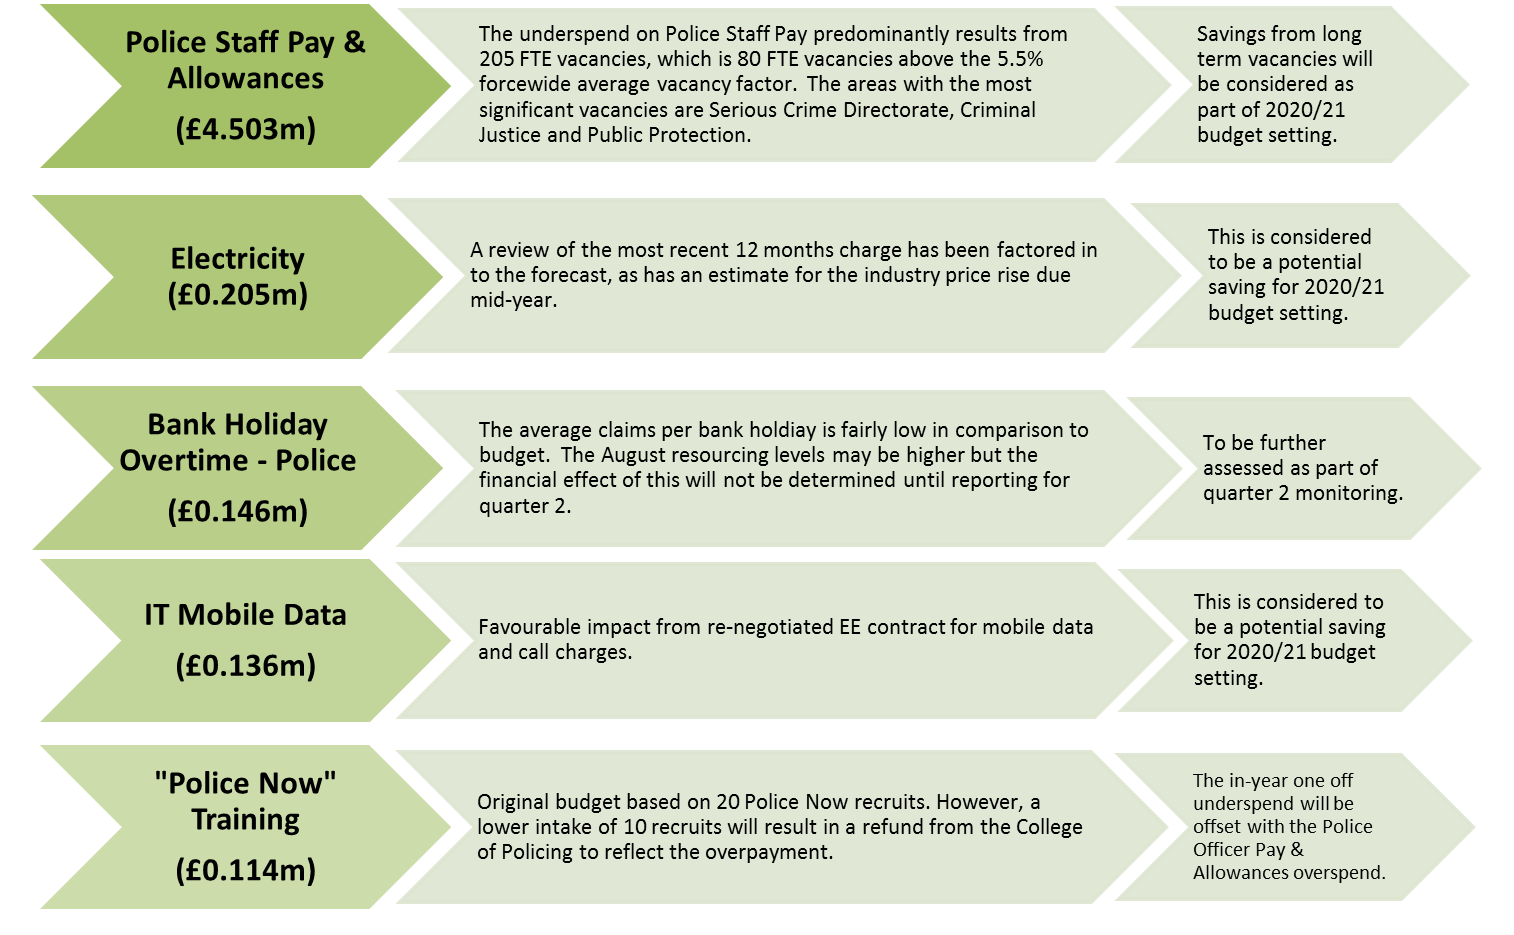 Police Staff Pay &
Allowances
(£4.503m)
The underspend on Police Staff Pay predominantly results from
205 FTE vacancies, which is 80 FTE vacancies above the 5.5%
forcewide average vacancy factor.  The areas with the most
significant vacancies are Serious Crime Directorate, Criminal
Justice and Public Protection.
Savings from long
term vacancies will
be considered as
part of 2020/21
budget setting.
Electricity
(£0.205m)
A review of the most recent 12 months charge has been factored in
to the forecast, as has an estimate for the industry price rise due
mid-year.
This is considered
to be a potential
saving for 2020/21
budget setting.
Bank Holiday
Overtime - Police
(£0.146m)
The average claims per bank holdiay is fairly low in comparison to
budget.  The August resourcing levels may be higher but the
financial effect of this will not be determined until reporting for
quarter 2.
To be further
assessed as part of
quarter 2 monitoring.
IT Mobile Data
(£0.136m)
Favourable impact from re-negotiated EE contract for mobile data
and call charges.
This is considered to
be a potential saving
for 2020/21 budget
setting.
"Police Now"
Training
(£0.114m)
Original budget based on 20 Police Now recruits. However, a
lower intake of 10 recruits will result in a refund from the College
of Policing to reflect the overpayment.
The in-year one off
underspend will be
offset with the Police
Officer Pay &
Allowances overspend.